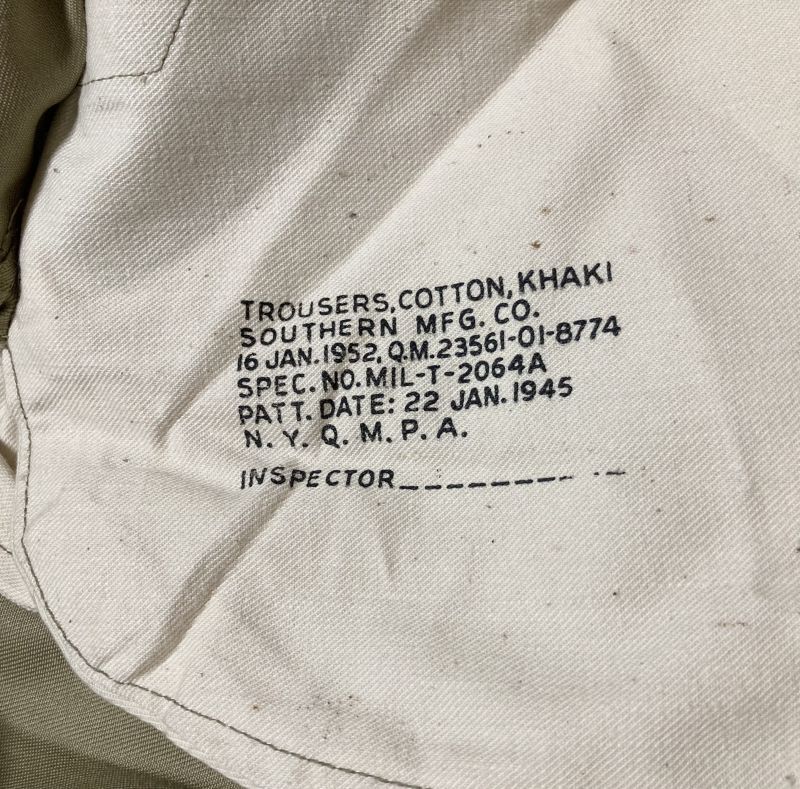 TROUSERS, COTTON, KHAKI
SOUTHERN MFG. CO.
16 JAN. 1952, Q.M. 23561-01-8774
SPEC. NO. MIL-T-2064A
PATT. DATE: 22 JAN. 1945
N. Y. Q. M. P. A.
INSPECTOR_________